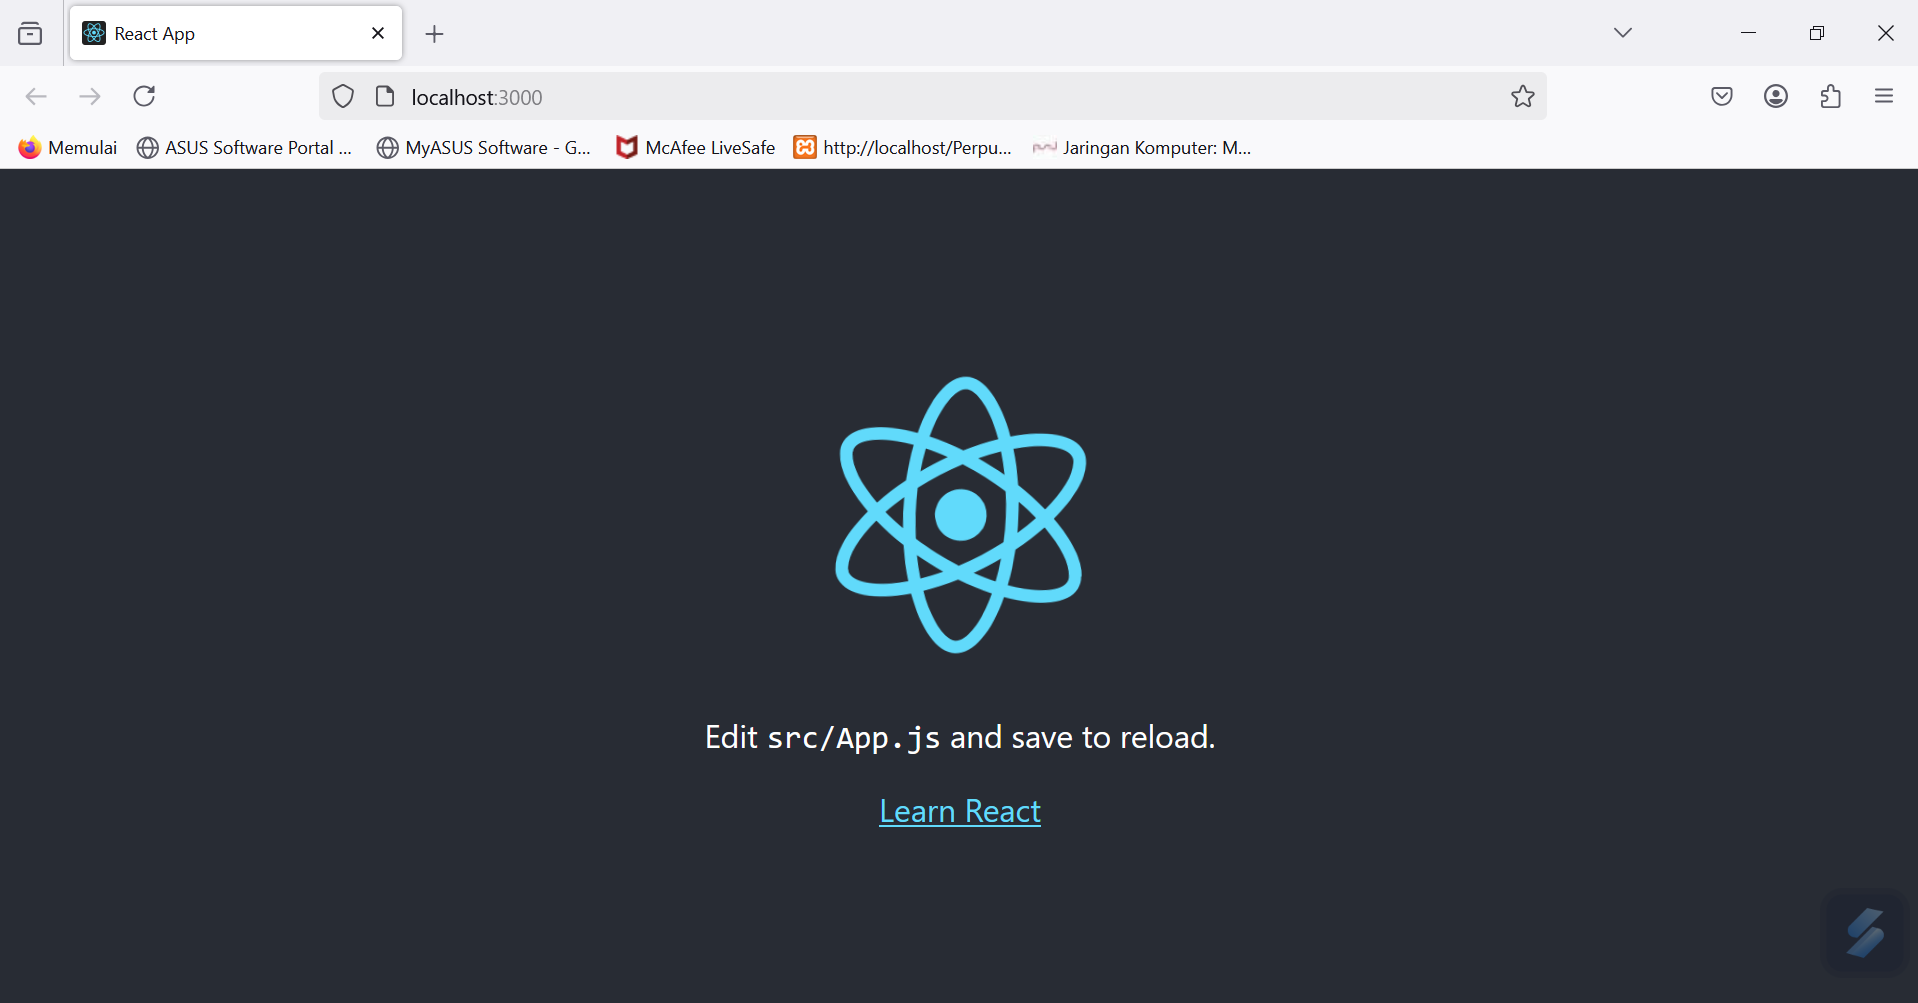 React App
localhost:3000
Memulai ASUS Software Portal ... MyASUS Software - G... McAfee LiveSafe http://localhost/Perpu... Jaringan Komputer: M...
Edit src/App.js and save to reload.
Learn React